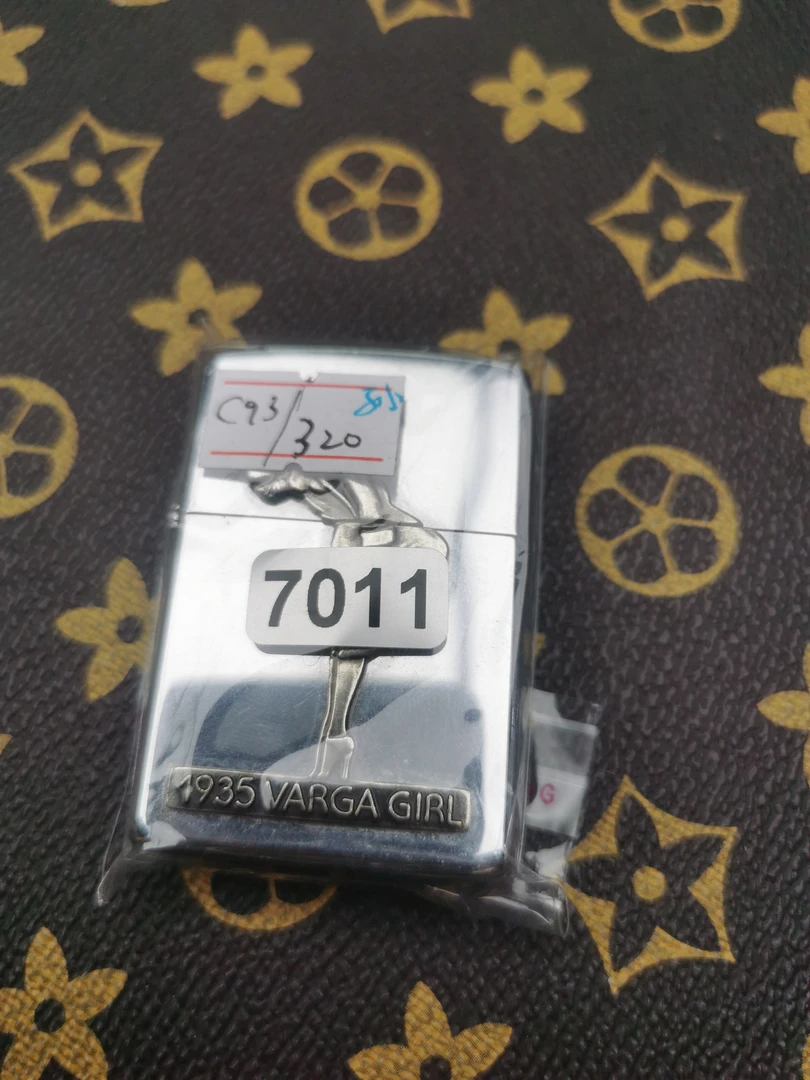 C93/320
7011
1935 VARGA GIRL
G